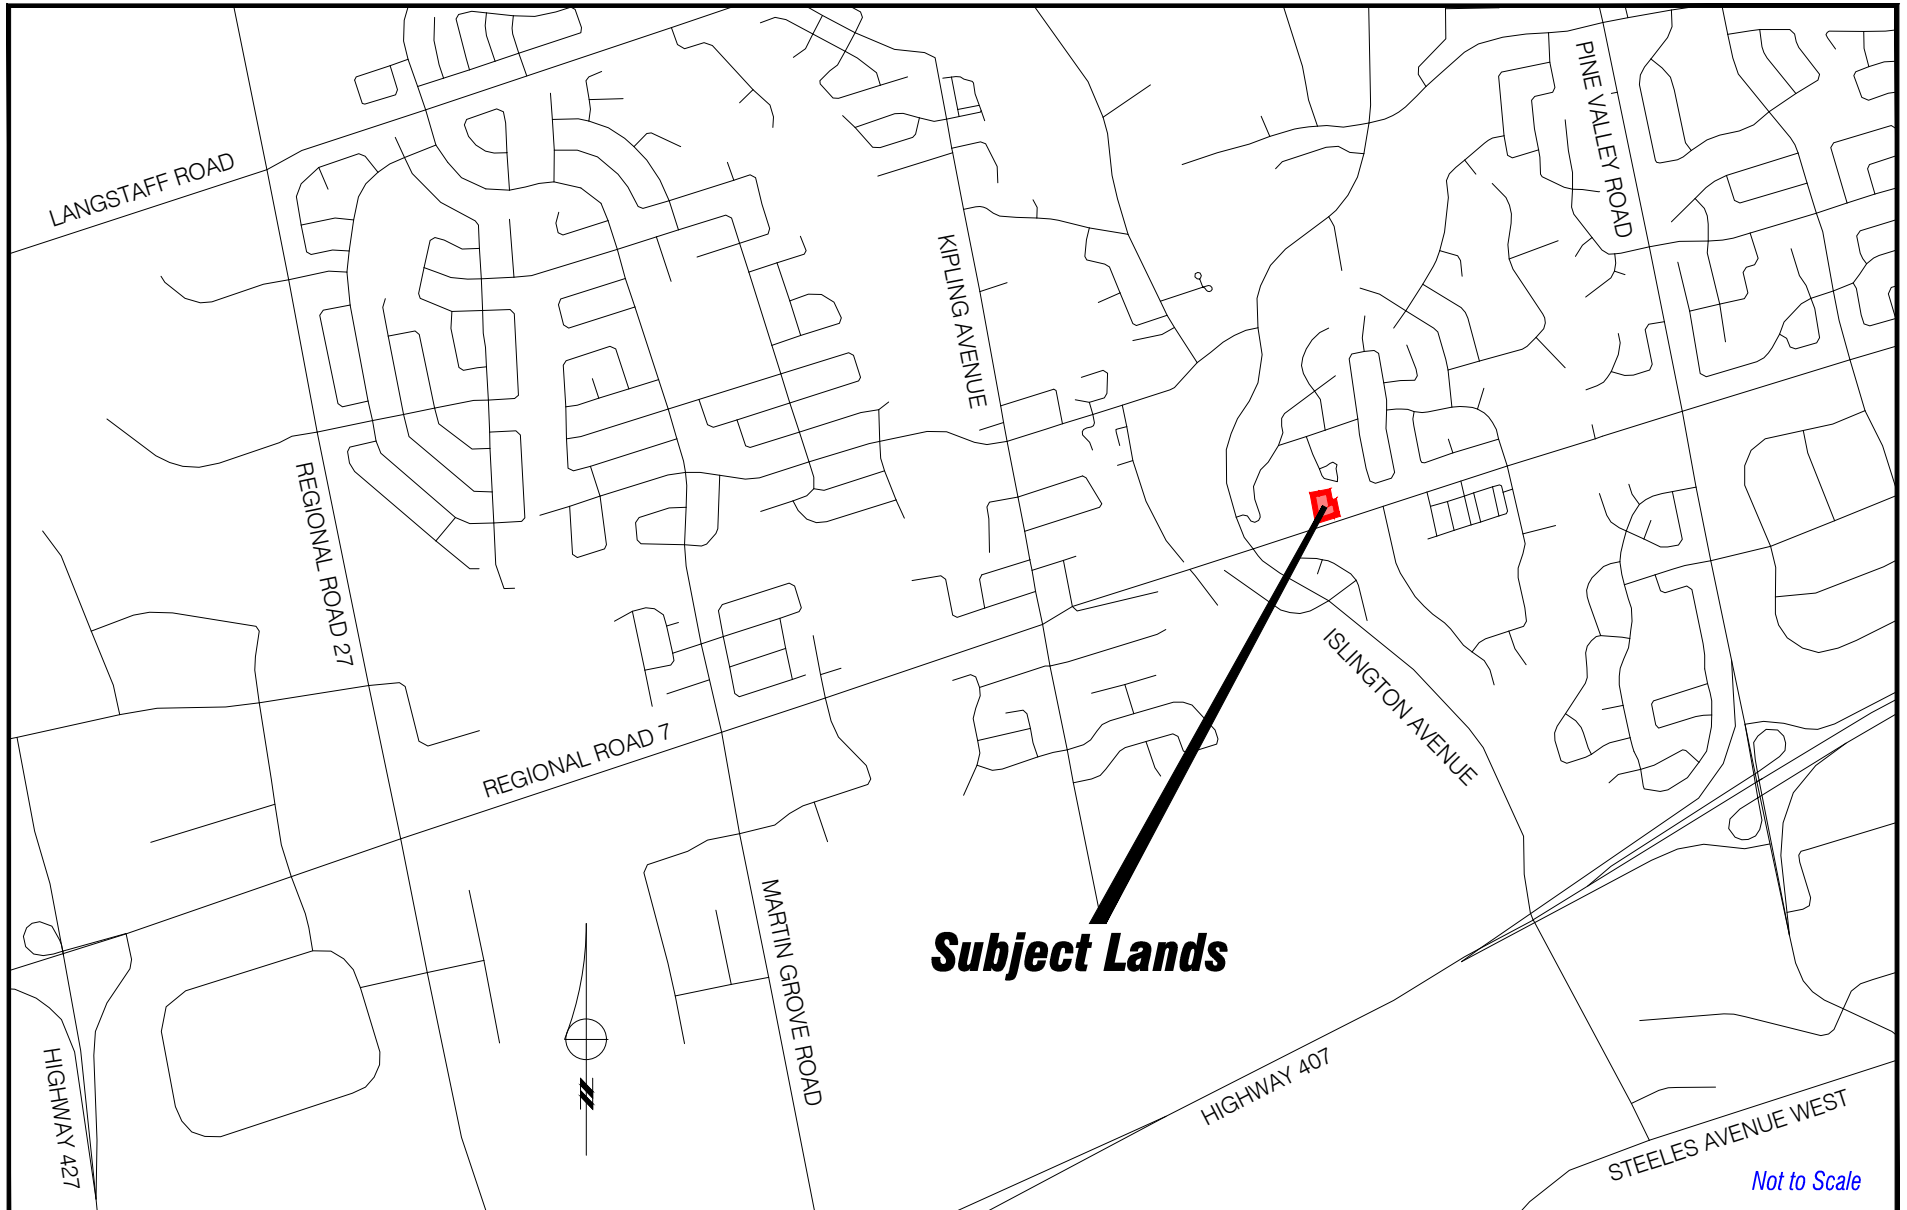 PINE VALLEY ROAD
LANGSTAFF ROAD
KIPLING AVENUE
REGIONAL ROAD 27
ISLINGTON AVENUE
REGIONAL ROAD 7
MARTIN GROVE ROAD
Subject Lands
HIGHWAY 427
HIGHWAY 407
STEELES AVENUE WEST
Not to Scale